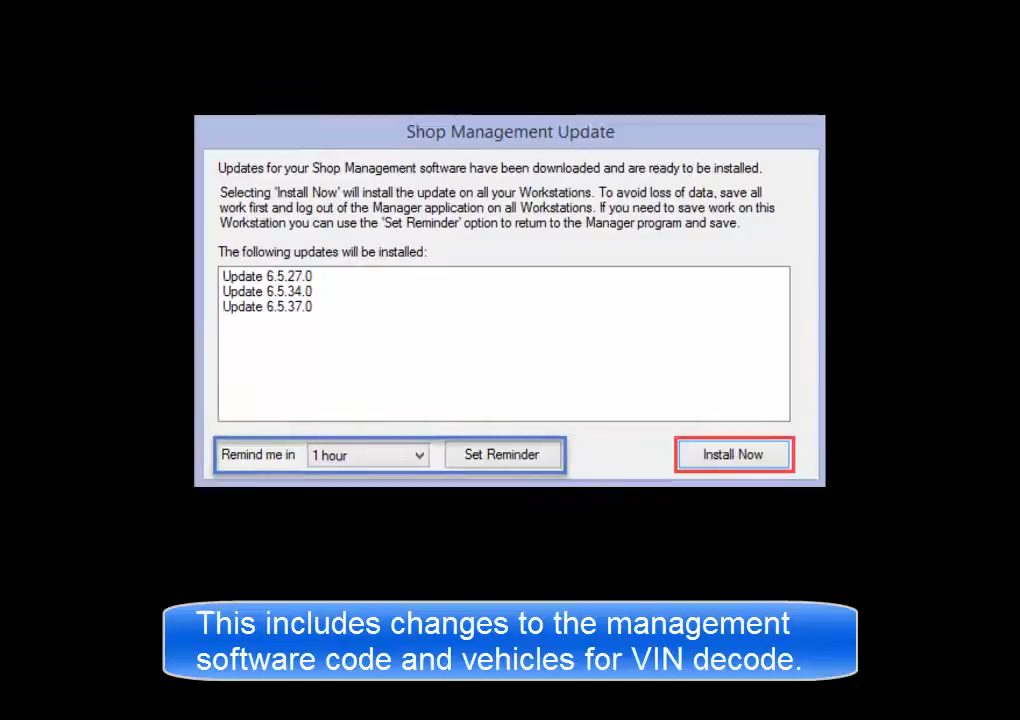 Shop Management Update
Updates for your Shop Management software have been downloaded and are ready to be installed.
Selecting 'Install Now' will install the update on all your Workstations. To avoid loss of data, save all
work first and log out of the Manager application on all Workstations. If you need to save work on this
Workstation you can use the 'Set Reminder' option to return to the Manager program and save.
The following updates will be installed:
Update 6.5.27.0
Update 6.5.34.0
Update 6.5.37.0
Remind me in 1 hour Set Reminder Install Now
This includes changes to the management
software code and vehicles for VIN decode.